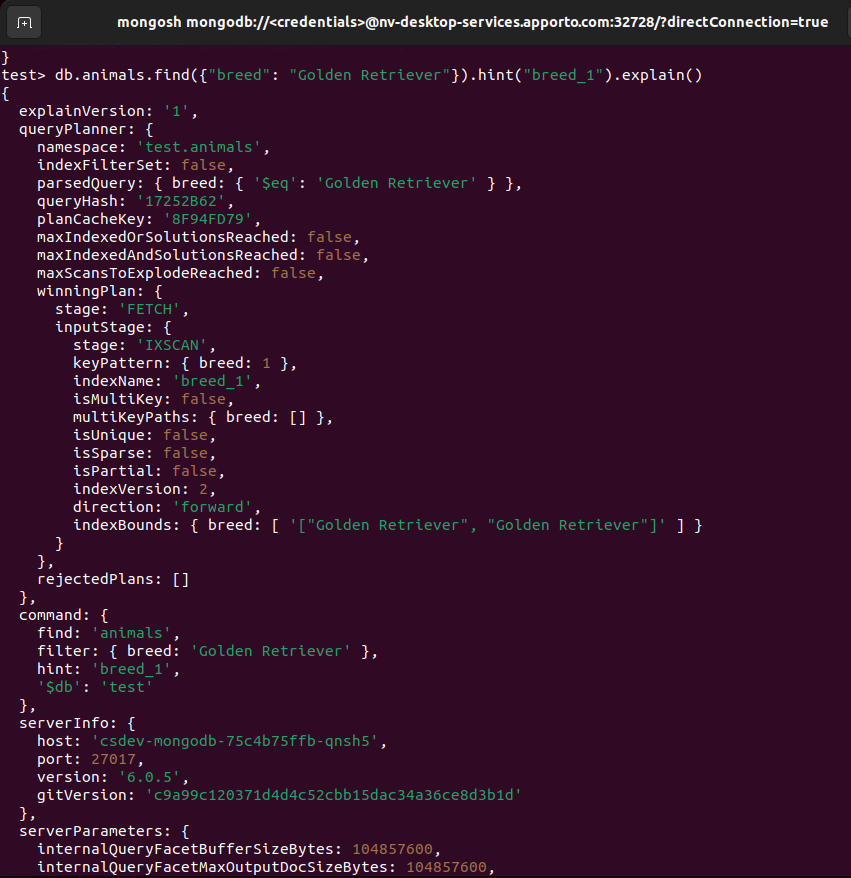 mongosh mongodb://<credentials>@nv-desktop-services.apporto.com:32728/?directConnection=true
}
test> db.animals.find({"breed": "Golden Retriever"}).hint("breed_1").explain()
{
  explainVersion: '1',
  queryPlanner: {
    namespace: 'test.animals',
    indexFilterSet: false,
    parsedQuery: { breed: { '$eq': 'Golden Retriever' } },
    queryHash: '17252B62',
    planCacheKey: '8F94FD79',
    maxIndexedOrSolutionsReached: false,
    maxIndexedAndSolutionsReached: false,
    maxScansToExplodeReached: false,
    winningPlan: {
      stage: 'FETCH',
      inputStage: {
        stage: 'IXSCAN',
        keyPattern: { breed: 1 },
        indexName: 'breed_1',
        isMultiKey: false,
        multiKeyPaths: { breed: [] },
        isUnique: false,
        isSparse: false,
        isPartial: false,
        indexVersion: 2,
        direction: 'forward',
        indexBounds: { breed: [ '["Golden Retriever", "Golden Retriever"]' ] }
      }
    },
    rejectedPlans: []
  },
  command: {
    find: 'animals',
    filter: { breed: 'Golden Retriever' },
    hint: 'breed_1',
    '$db': 'test'
  },
  serverInfo: {
    host: 'csdev-mongodb-75c4b75ffb-qnsh5',
    port: 27017,
    version: '6.0.5',
    gitVersion: 'c9a99c120371d4d4c52cbb15dac34a36ce8d3b1d'
  },
  serverParameters: {
    internalQueryFacetBufferSizeBytes: 104857600,
    internalQueryFacetMaxOutputDocSizeBytes: 104857600,